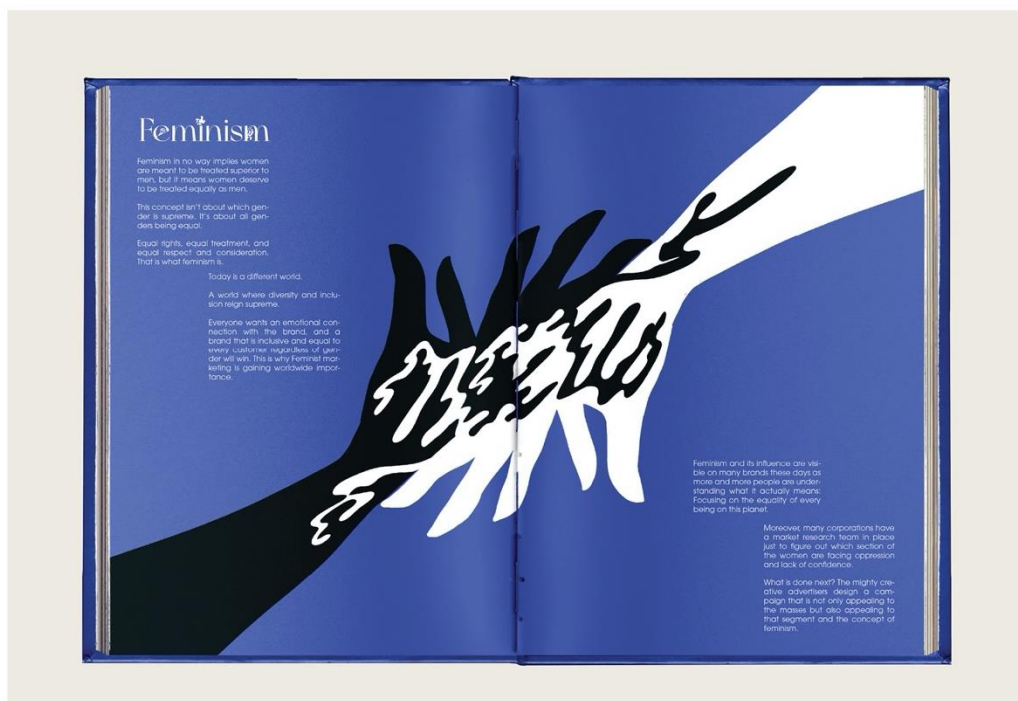 Feminism
Feminism in no way implies women
are meant to be treated superior to
men, but it means women deserve
to be treated equally as men.
This concept isn't about which gen-
der is supreme. It's about all gen-
ders being equal.
Equal rights, equal treatment, and
equal respect and consideration.
That is what feminism is.
Today is a different world.
A world where diversity and inclu-
sion reign supreme.
Everyone wants an emotional con-
nection with the brand, and a
brand that is inclusive and equal to
every customer regardless of gen-
der will win. This is why Feminist mar-
keting is gaining worldwide impor-
tance.
Feminism and its influence are visi-
ble on many brands these days as
more and more people are under-
standing what it actually means:
Focusing on the equality of every
being on this planet.
Moreover, many corporations have
a market research team in place
just to figure out which section of
the women are facing oppression
and lack of confidence.
What is done next? The mighty cre-
ative advertisers design a cam-
paign that is not only appealing to
the masses but also appealing to
that segment and the concept of
feminism.